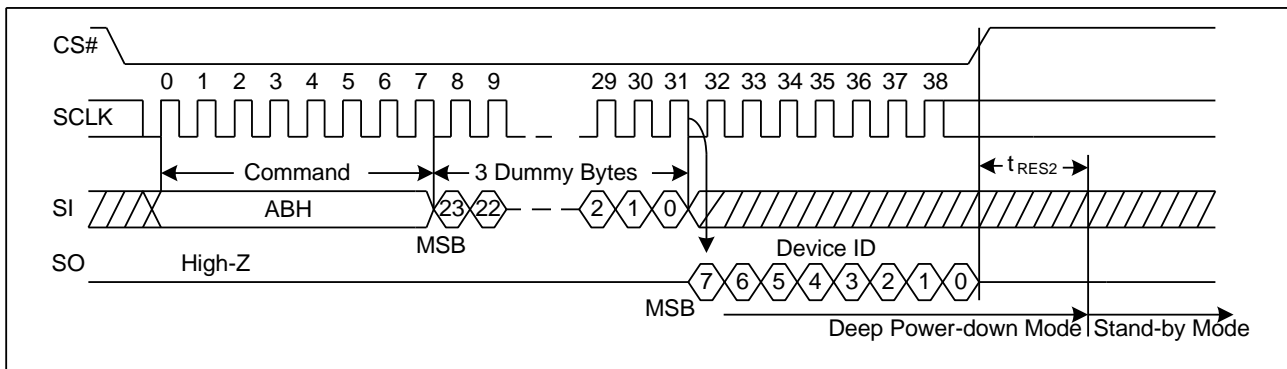 CS#
0 1 2 3 4 5 6 7 8 9 29 30 31 32 33 34 35 36 37 38
SCLK
Command 3 Dummy Bytes tRES2
SI ABH 23 22 2 1 0
MSB Device ID
SO High-Z
7 6 5 4 3 2 1 0
MSB
Deep Power-down Mode Stand-by Mode